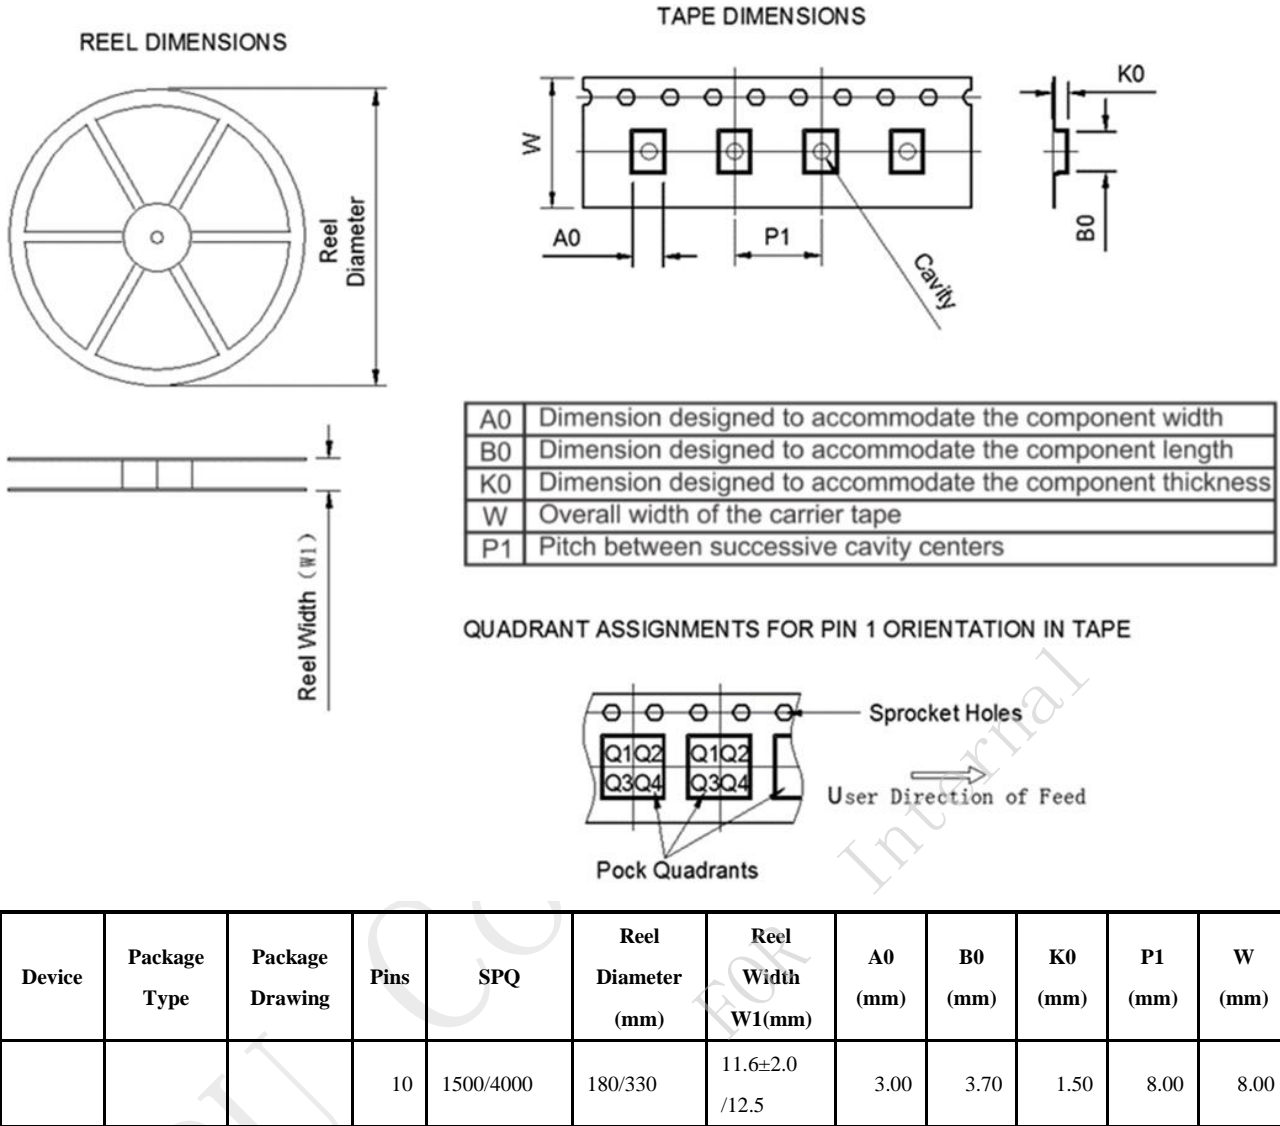 TAPE DIMENSIONS
REEL DIMENSIONS
K0
W
A0
P1
B0
Cavity
Reel
Diameter
A0 Dimension designed to accommodate the component width
B0 Dimension designed to accommodate the component length
K0 Dimension designed to accommodate the component thickness
W Overall width of the carrier tape
P1 Pitch between successive cavity centers
Reel Width (W1)
QUADRANT ASSIGNMENTS FOR PIN 1 ORIENTATION IN TAPE
Sprocket Holes
Q1 Q2 Q1 Q2
Q3 Q4 Q3 Q4
User Direction of Feed
Pock Quadrants
FOR Internal
Device Package Type Package Drawing Pins SPQ Reel Diameter (mm) Reel Width W1(mm) A0 (mm) B0 (mm) K0 (mm) P1 (mm) W (mm)
10 1500/4000 180/330 11.6±2.0 /12.5 3.00 3.70 1.50 8.00 8.00